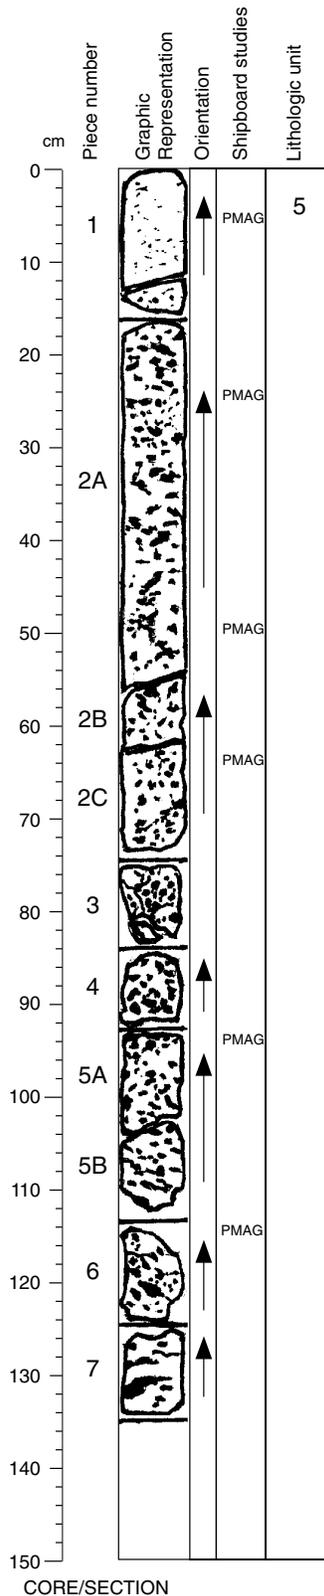 cm
Piece number
Graphic
Representation
Orientation
Shipboard studies
Lithologic unit
0
1
PMAG
5
10
20
PMAG
30
2A
40
50
PMAG
2B
60
PMAG
2C
70
3
80
4
90
PMAG
5A
100
5B
110
PMAG
6
120
7
130
140
150
CORE/SECTION